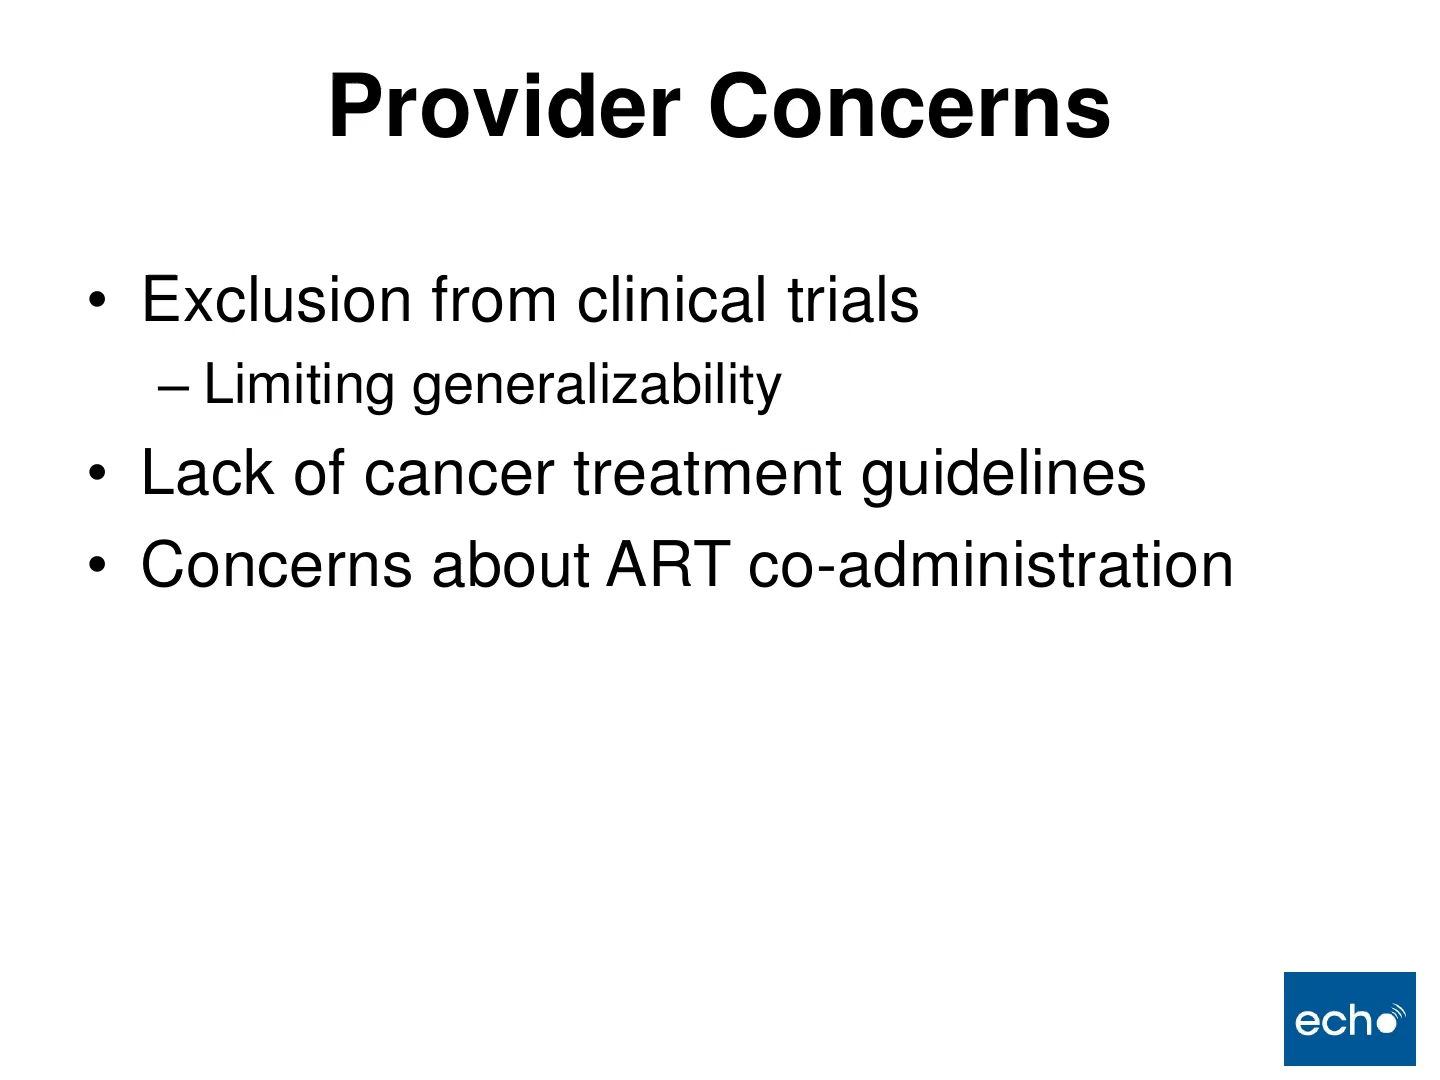 Provider Concerns
• Exclusion from clinical trials
– Limiting generalizability
• Lack of cancer treatment guidelines
• Concerns about ART co-administration
echo